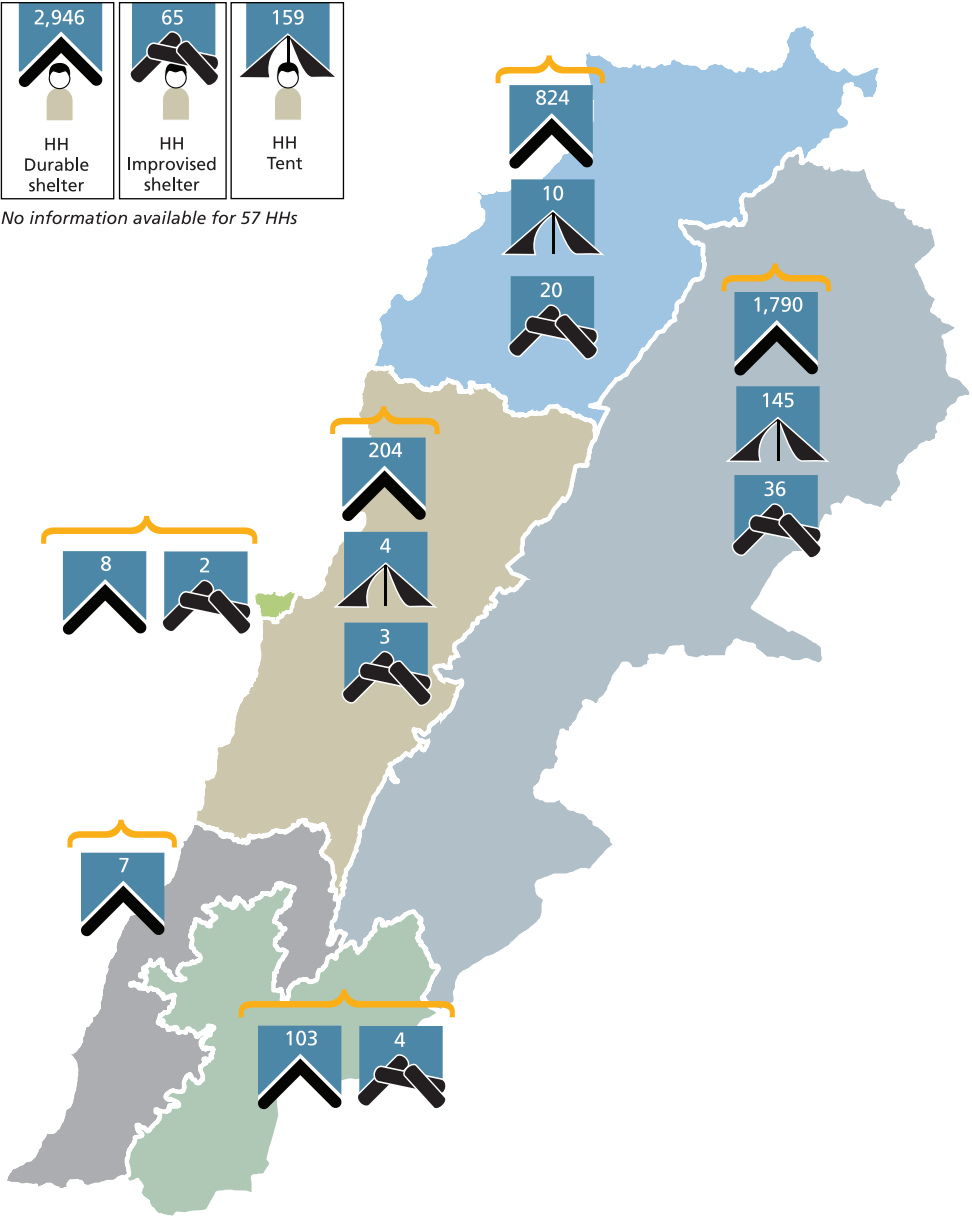 2,946
HH
Durable
shelter
65
HH
Improvised
shelter
159
HH
Tent
No information available for 57 HHs
824
10
20
1,790
145
36
204
4
3
8
2
7
103
4